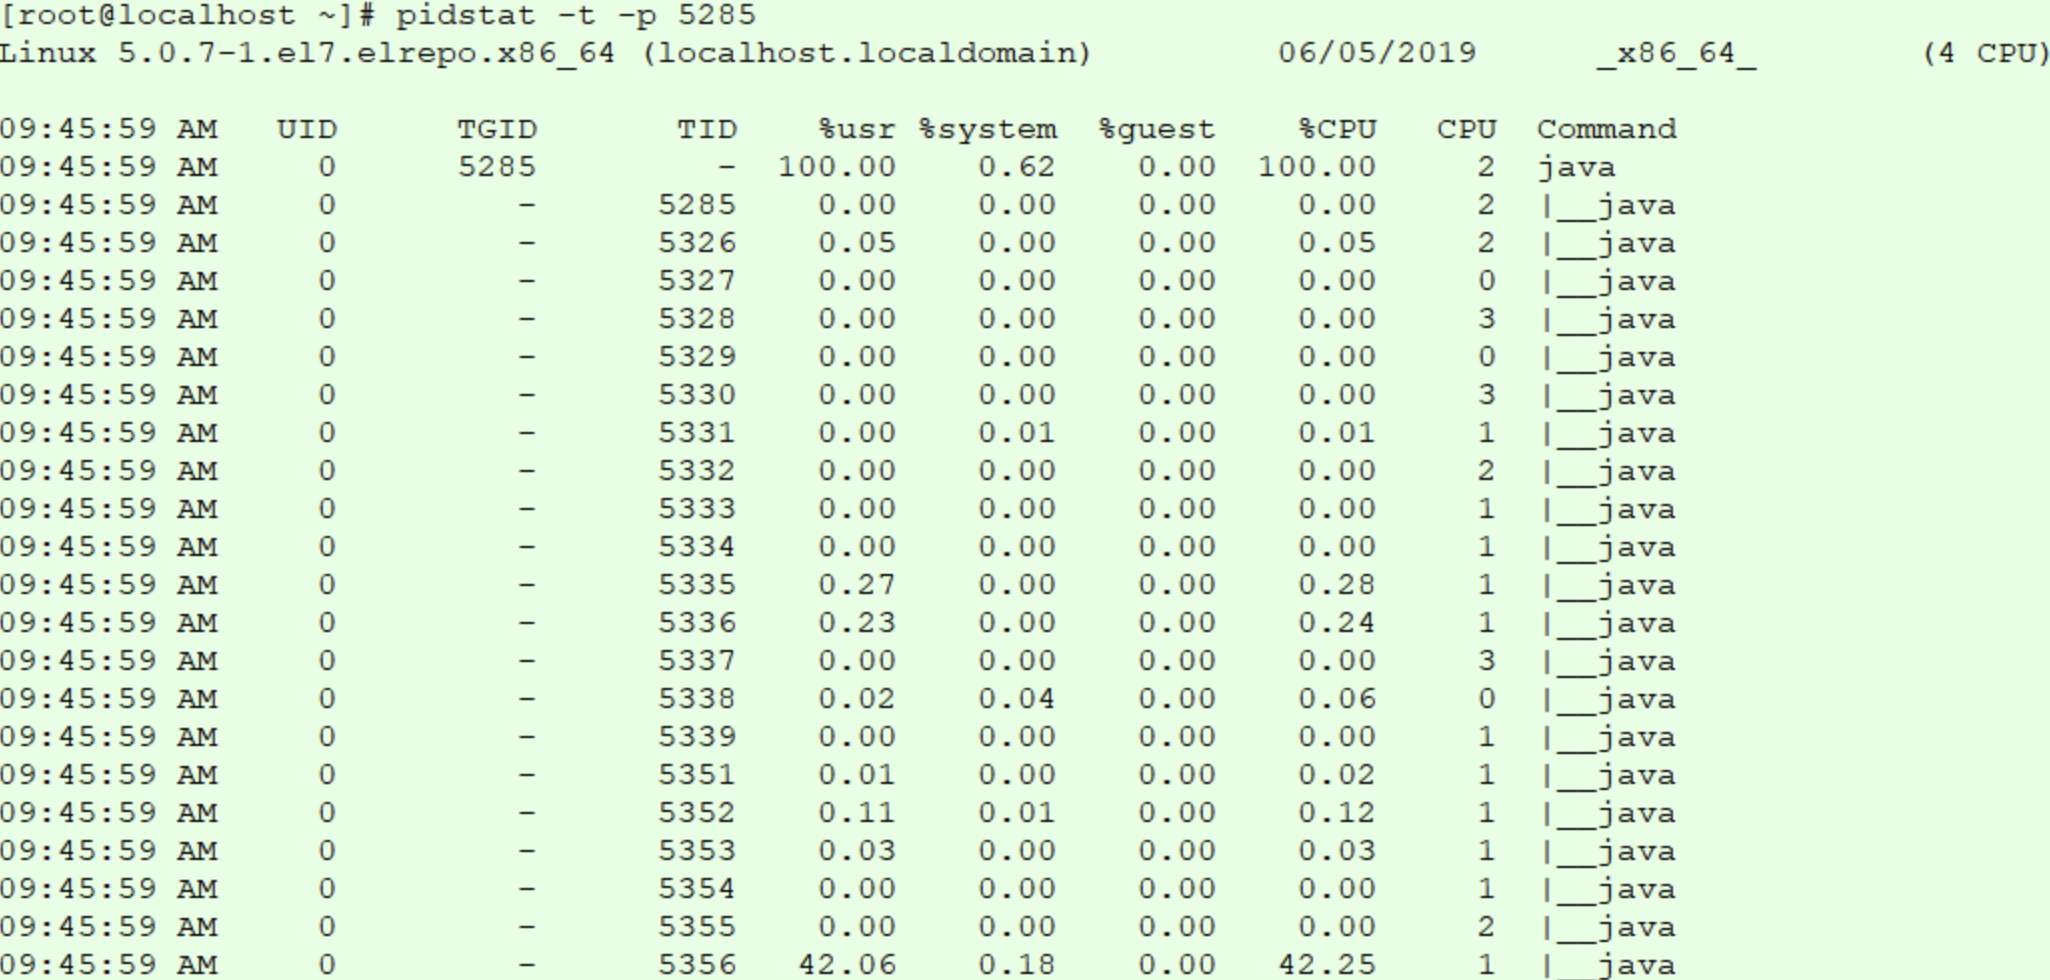 [root@localhost ~]# pidstat -t -p 5285
Linux 5.0.7-1.el7.elrepo.x86_64 (localhost.localdomain) 06/05/2019 _x86_64_ (4 CPU)
09:45:59 AM UID TGID TID %usr %system %guest %CPU CPU Command
09:45:59 AM 0 5285 - 100.00 0.62 0.00 100.00 2 java
09:45:59 AM 0 - 5285 0.00 0.00 0.00 0.00 2 |__java
09:45:59 AM 0 - 5326 0.05 0.00 0.00 0.05 2 |__java
09:45:59 AM 0 - 5327 0.00 0.00 0.00 0.00 0 |__java
09:45:59 AM 0 - 5328 0.00 0.00 0.00 0.00 3 |__java
09:45:59 AM 0 - 5329 0.00 0.00 0.00 0.00 0 |__java
09:45:59 AM 0 - 5330 0.00 0.00 0.00 0.00 3 |__java
09:45:59 AM 0 - 5331 0.00 0.01 0.00 0.01 1 |__java
09:45:59 AM 0 - 5332 0.00 0.00 0.00 0.00 2 |__java
09:45:59 AM 0 - 5333 0.00 0.00 0.00 0.00 1 |__java
09:45:59 AM 0 - 5334 0.00 0.00 0.00 0.00 1 |__java
09:45:59 AM 0 - 5335 0.27 0.00 0.00 0.28 1 |__java
09:45:59 AM 0 - 5336 0.23 0.00 0.00 0.24 1 |__java
09:45:59 AM 0 - 5337 0.00 0.00 0.00 0.00 3 |__java
09:45:59 AM 0 - 5338 0.02 0.04 0.00 0.06 0 |__java
09:45:59 AM 0 - 5339 0.00 0.00 0.00 0.00 1 |__java
09:45:59 AM 0 - 5351 0.01 0.00 0.00 0.02 1 |__java
09:45:59 AM 0 - 5352 0.11 0.01 0.00 0.12 1 |__java
09:45:59 AM 0 - 5353 0.03 0.00 0.00 0.03 1 |__java
09:45:59 AM 0 - 5354 0.00 0.00 0.00 0.00 1 |__java
09:45:59 AM 0 - 5355 0.00 0.00 0.00 0.00 2 |__java
09:45:59 AM 0 - 5356 42.06 0.18 0.00 42.25 1 |__java